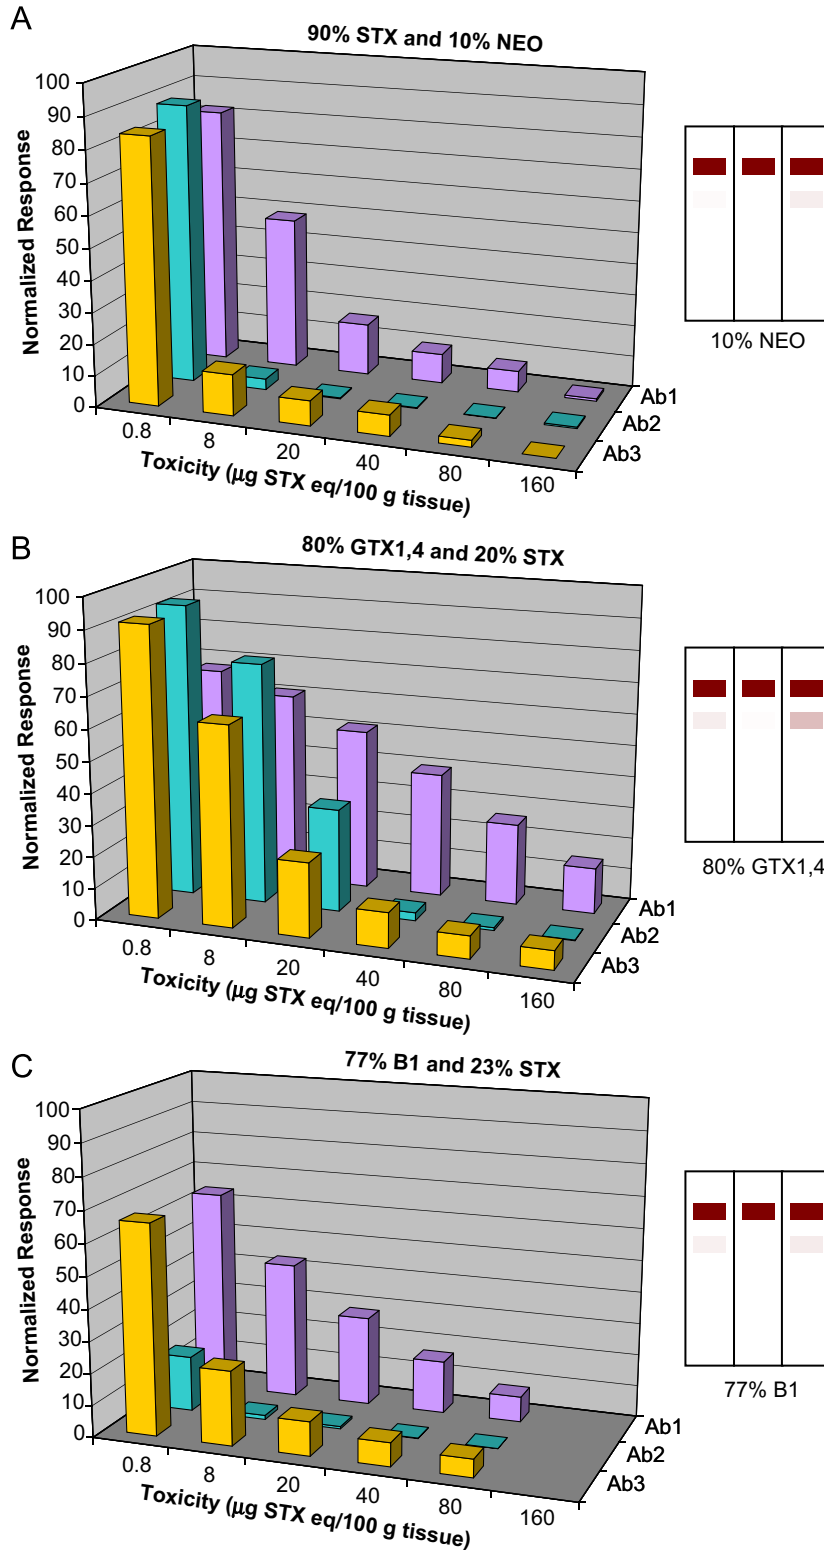 A
90% STX and 10% NEO
Normalized Response
100
90
80
70
60
50
40
30
20
10
0
0.8
8
20
40
80
160
Toxicity (µg STX eq/100 g tissue)
Ab1
Ab2
Ab3
10% NEO
B
80% GTX1,4 and 20% STX
Normalized Response
100
90
80
70
60
50
40
30
20
10
0
0.8
8
20
40
80
160
Toxicity (µg STX eq/100 g tissue)
Ab1
Ab2
Ab3
80% GTX1,4
C
77% B1 and 23% STX
Normalized Response
100
90
80
70
60
50
40
30
20
10
0
0.8
8
20
40
80
160
Toxicity (µg STX eq/100 g tissue)
Ab1
Ab2
Ab3
77% B1